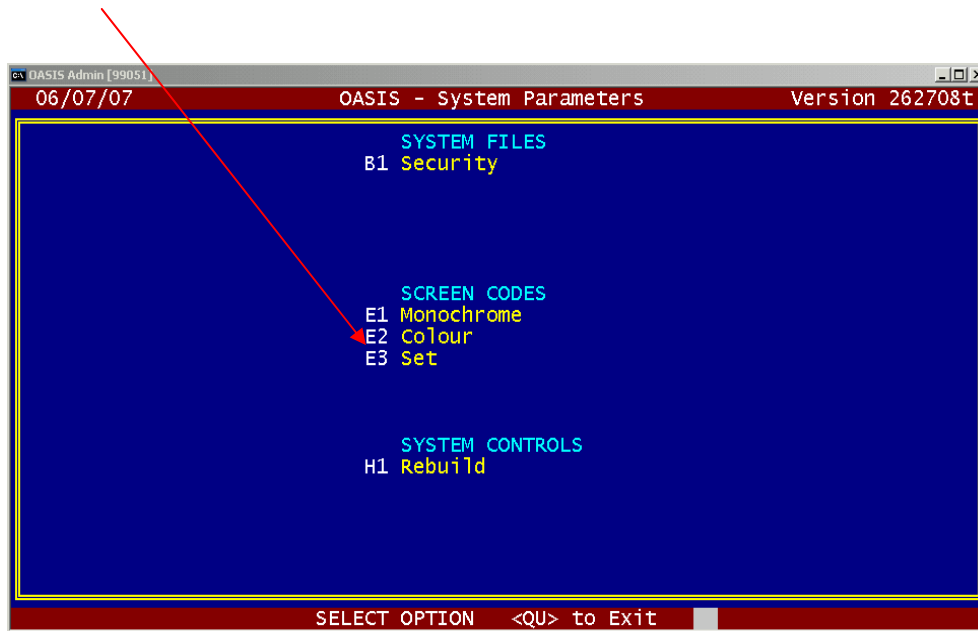 OASIS Admin [99051]
06/07/07 OASIS - System Parameters Version 262708t
SYSTEM FILES
B1 Security
SCREEN CODES
E1 Monochrome
E2 Colour
E3 Set
SYSTEM CONTROLS
H1 Rebuild
SELECT OPTION <QU> to Exit